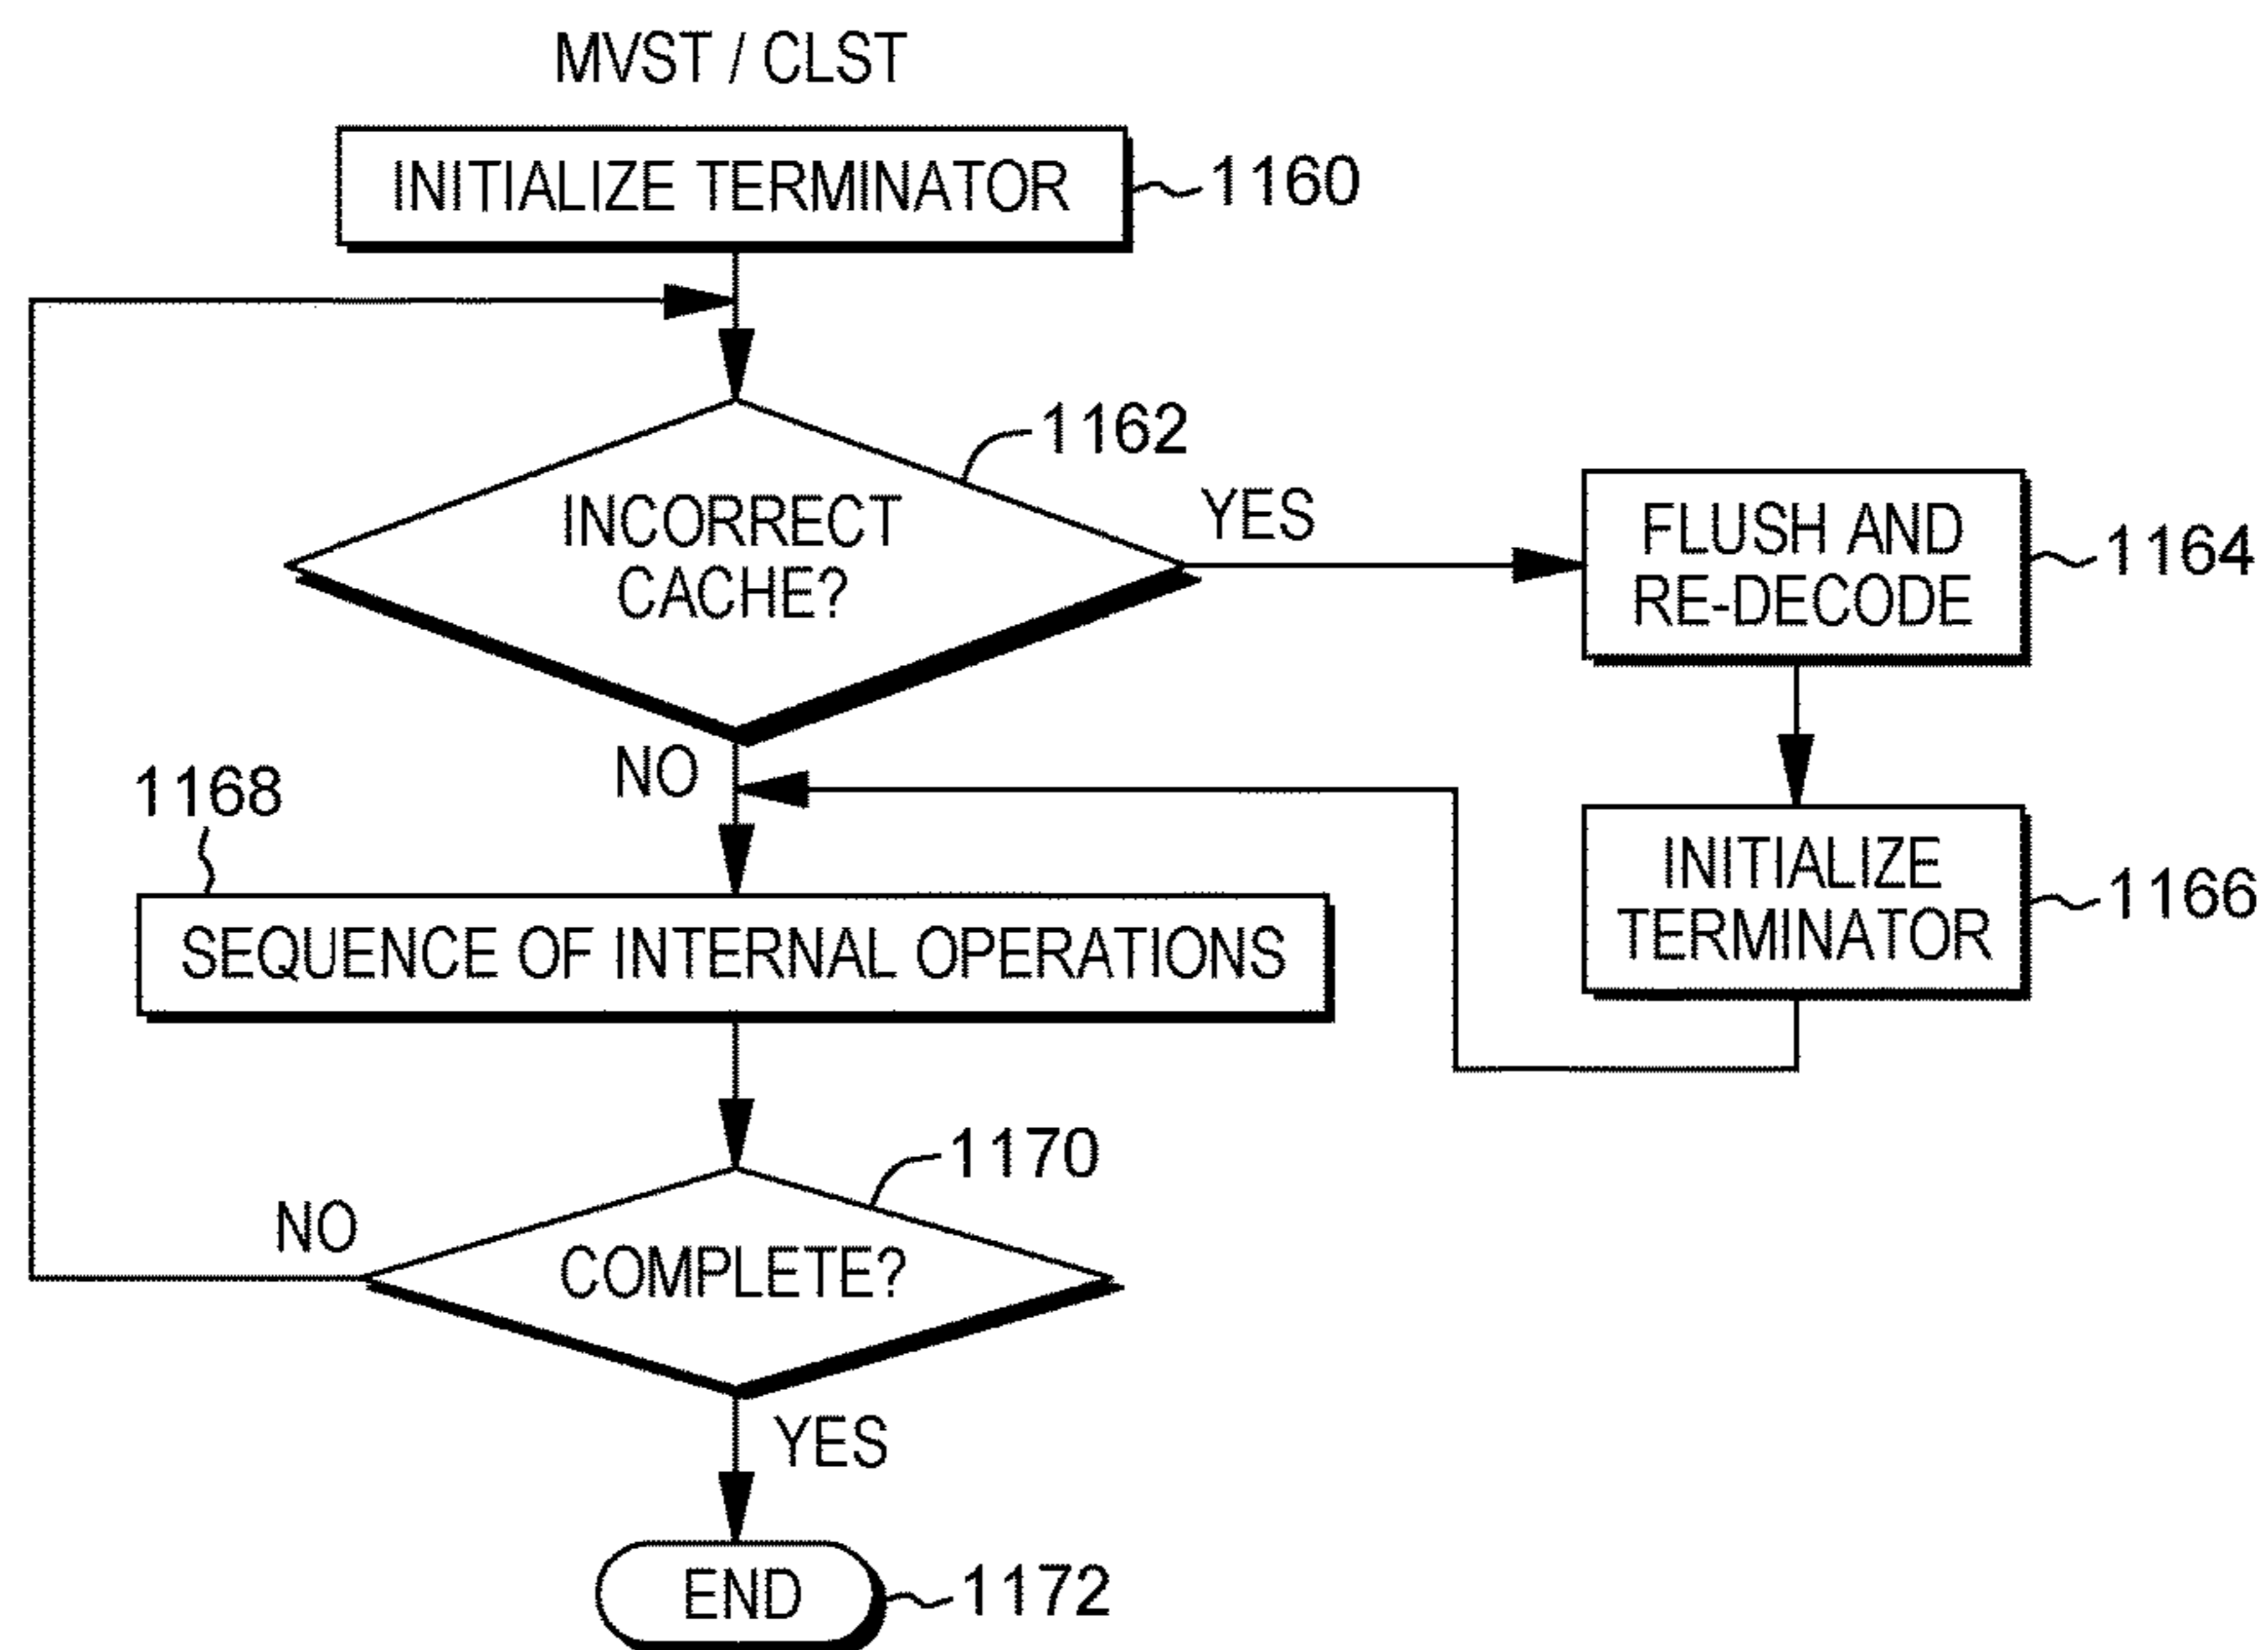 MVST / CLST
INITIALIZE TERMINATOR
1160
1162
INCORRECT
CACHE?
YES
FLUSH AND
RE-DECODE
1164
NO
1168
INITIALIZE
TERMINATOR
1166
SEQUENCE OF INTERNAL OPERATIONS
1170
NO
COMPLETE?
YES
END
1172